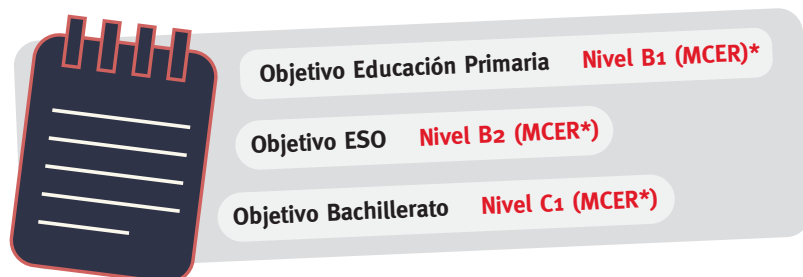 Objetivo Educación Primaria Nivel B1 (MCER)*
Objetivo ESO Nivel B2 (MCER*)
Objetivo Bachillerato Nivel C1 (MCER*)